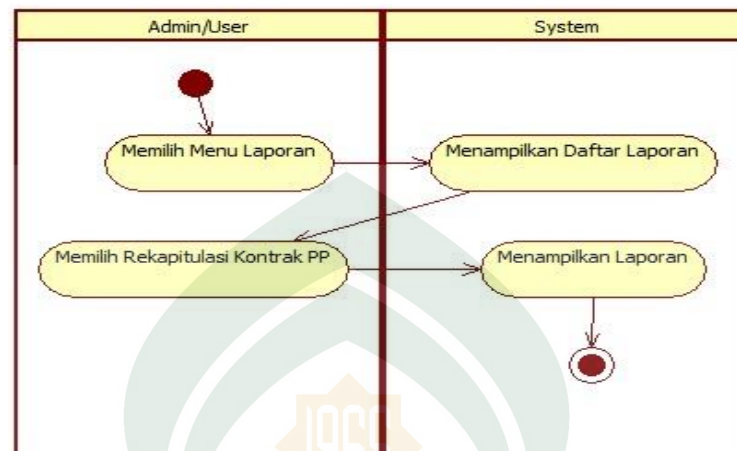 Admin/User
System
Memilih Menu Laporan
Menampilkan Daftar Laporan
Memilih Rekapitulasi Kontrak PP
Menampilkan Laporan